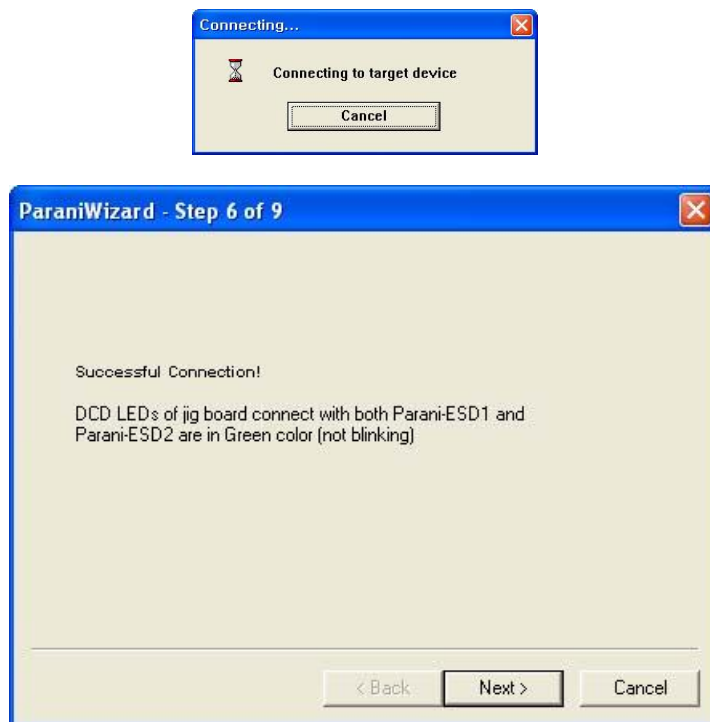 Connecting...
Connecting to target device
Cancel
ParaniWizard - Step 6 of 9
Successful Connection!
DCD LEDs of jig board connect with both Parani-ESD1 and
Parani-ESD2 are in Green color (not blinking)
< Back Next > Cancel